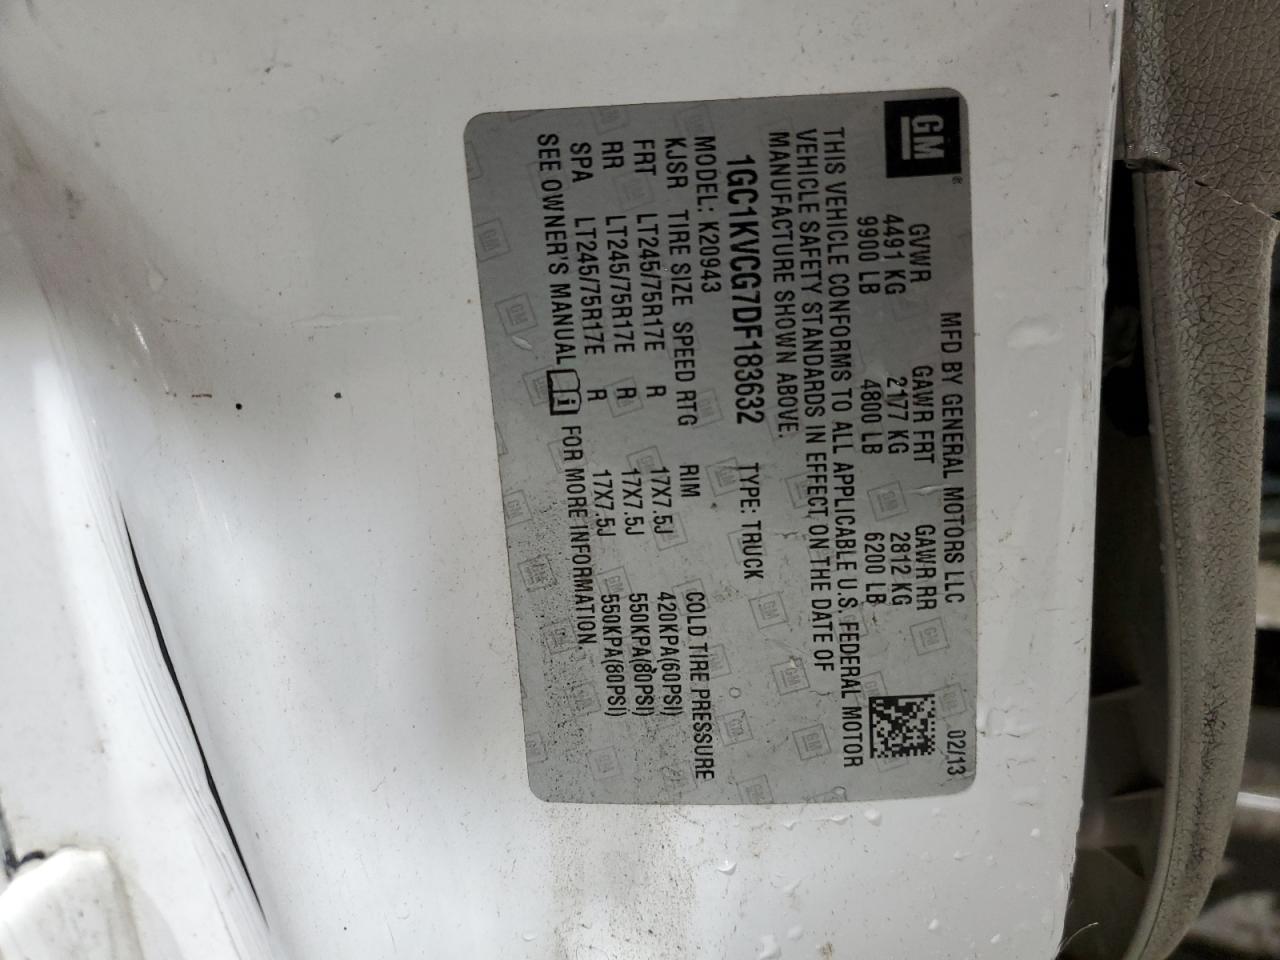 GM
MFD BY GENERAL MOTORS LLC 02/13
GVWR GAWR FRT GAWR RR
4491 KG 2177 KG 2812 KG
9900 LB 4800 LB 6200 LB
THIS VEHICLE CONFORMS TO ALL APPLICABLE U.S. FEDERAL MOTOR
VEHICLE SAFETY STANDARDS IN EFFECT ON THE DATE OF
MANUFACTURE SHOWN ABOVE.
1GC1KVCG7DF183632 TYPE: TRUCK
MODEL: K20943
KJSR TIRE SIZE SPEED RTG RIM COLD TIRE PRESSURE
FRT LT245/75R17E R 17X7.5J 420KPA(60PSI)
RR LT245/75R17E R 17X7.5J 550KPA(80PSI)
SPA LT245/75R17E R 17X7.5J 550KPA(80PSI)
SEE OWNER'S MANUAL FOR MORE INFORMATION.